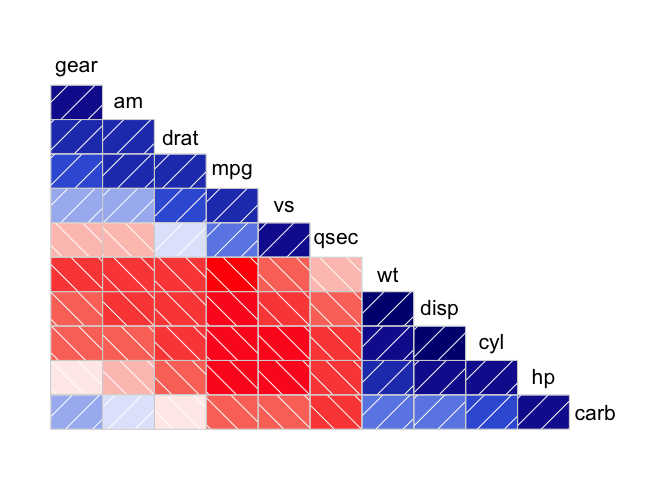 gear
am
drat
mpg
vs
qsec
wt
disp
cyl
hp
carb